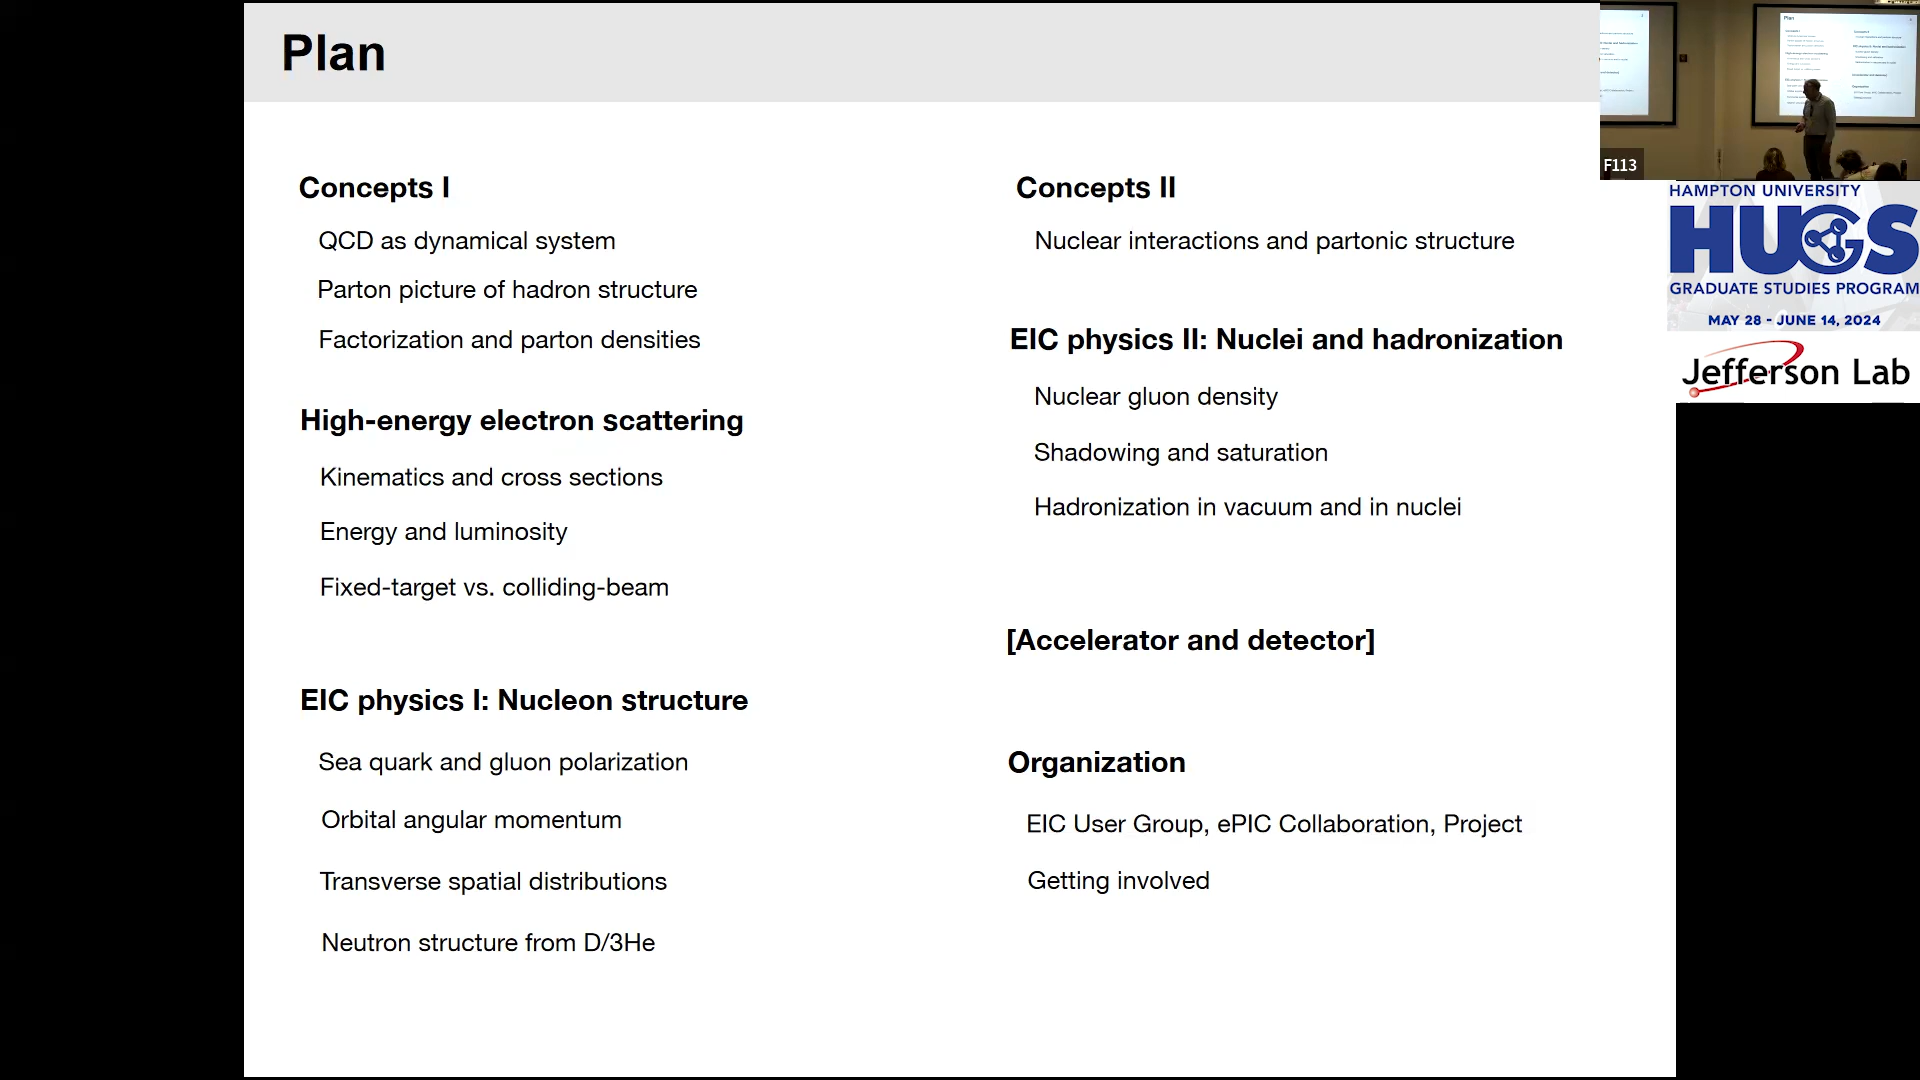 Plan
Concepts I
QCD as dynamical system
Parton picture of hadron structure
Factorization and parton densities
High-energy electron scattering
Kinematics and cross sections
Energy and luminosity
Fixed-target vs. colliding-beam
EIC physics I: Nucleon structure
Sea quark and gluon polarization
Orbital angular momentum
Transverse spatial distributions
Neutron structure from D/3He
Concepts II
Nuclear interactions and partonic structure
EIC physics II: Nuclei and hadronization
Nuclear gluon density
Shadowing and saturation
Hadronization in vacuum and in nuclei
[Accelerator and detector]
Organization
EIC User Group, ePIC Collaboration, Project
Getting involved
F113
HAMPTON UNIVERSITY
HUGS
GRADUATE STUDIES PROGRAM
MAY 28 - JUNE 14, 2024
Jefferson Lab